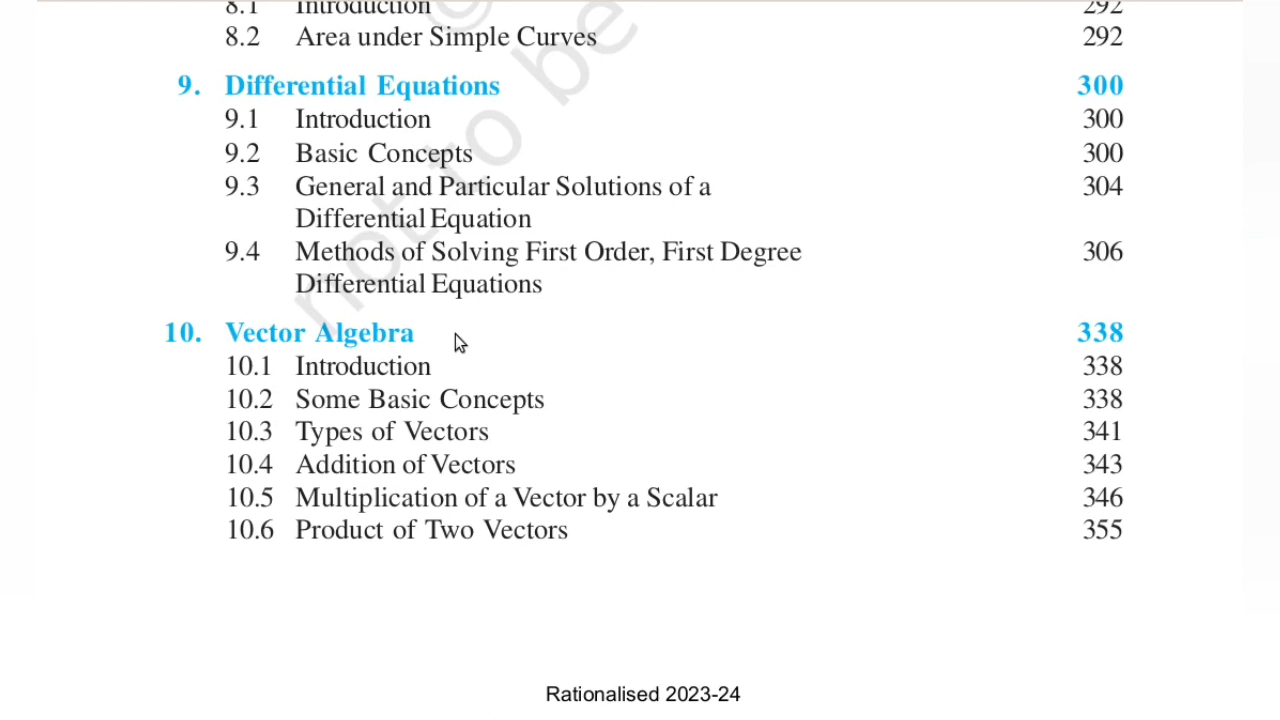 8.1 Introduction 292
8.2 Area under Simple Curves 292
9. Differential Equations 300
9.1 Introduction 300
9.2 Basic Concepts 300
9.3 General and Particular Solutions of a 304
Differential Equation
9.4 Methods of Solving First Order, First Degree 306
Differential Equations
10. Vector Algebra 338
10.1 Introduction 338
10.2 Some Basic Concepts 338
10.3 Types of Vectors 341
10.4 Addition of Vectors 343
10.5 Multiplication of a Vector by a Scalar 346
10.6 Product of Two Vectors 355
not to be
©
Rationalised 2023-24